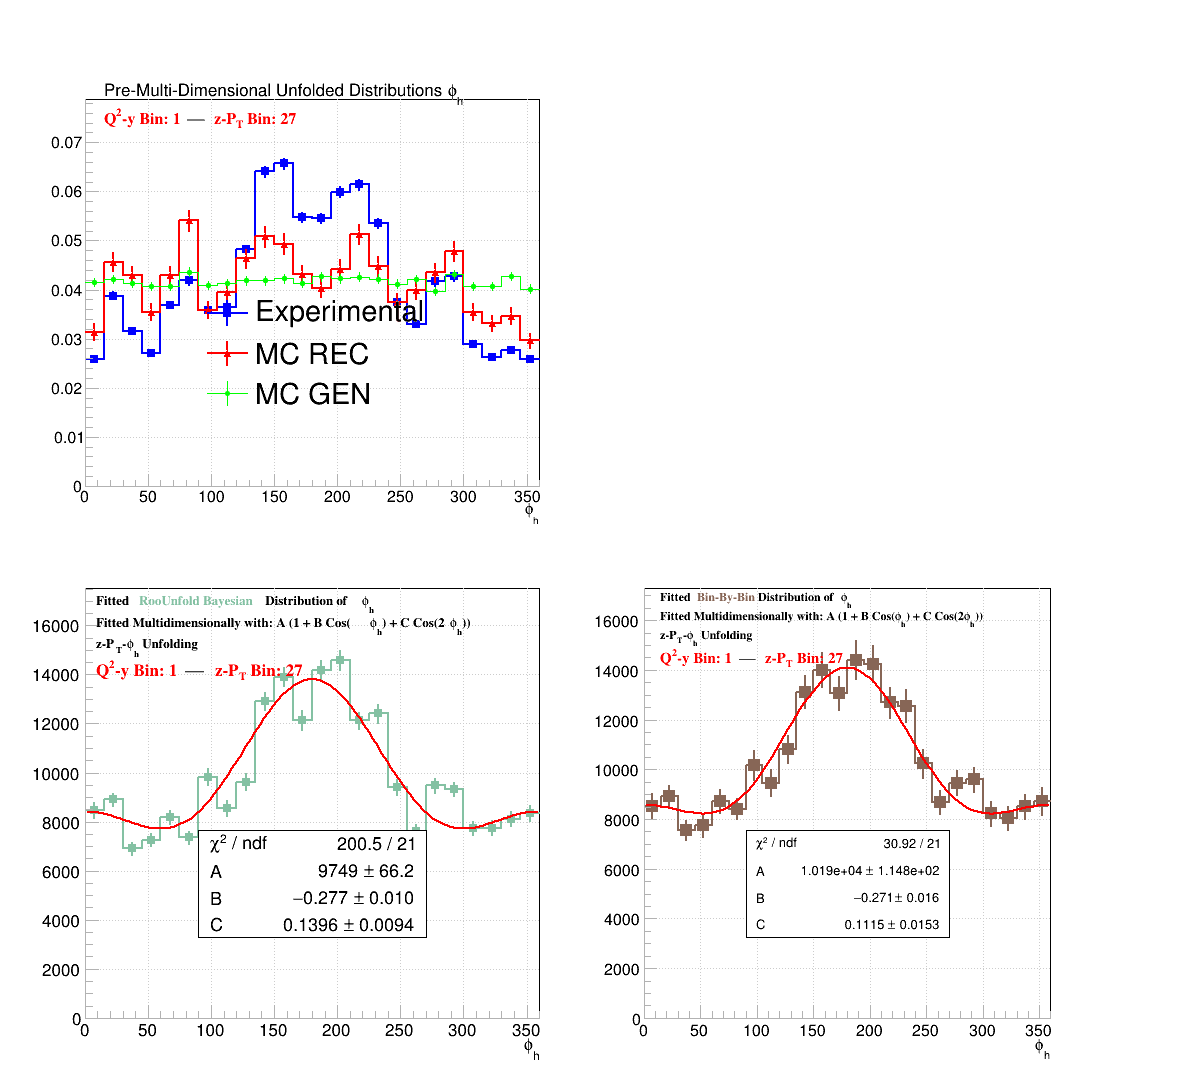 Pre-Multi-Dimensional Unfolded Distributions ϕh
Q²-y Bin: 1 — z-PT Bin: 27
0.07
0.06
0.05
0.04
0.03
0.02
0.01
0
Experimental
MC REC
MC GEN
0 50 100 150 200 250 300 350
ϕh
Fitted RooUnfold Bayesian Distribution of ϕh
Fitted Multidimensionally with: A (1 + B Cos( ϕh) + C Cos(2 ϕh))
z-PT-ϕh Unfolding
Q²-y Bin: 1 — z-PT Bin: 27
16000
14000
12000
10000
8000
6000
4000
2000
0
χ² / ndf 200.5 / 21
A 9749 ± 66.2
B −0.277 ± 0.010
C 0.1396 ± 0.0094
0 50 100 150 200 250 300 350
ϕh
Fitted Bin-By-Bin Distribution of ϕh
Fitted Multidimensionally with: A (1 + B Cos(ϕh) + C Cos(2ϕh))
z-PT-ϕh Unfolding
Q²-y Bin: 1 — z-PT Bin: 27
16000
14000
12000
10000
8000
6000
4000
2000
0
χ² / ndf 30.92 / 21
A 1.019e+04 ± 1.148e+02
B −0.271 ± 0.016
C 0.1115 ± 0.0153
0 50 100 150 200 250 300 350
ϕh